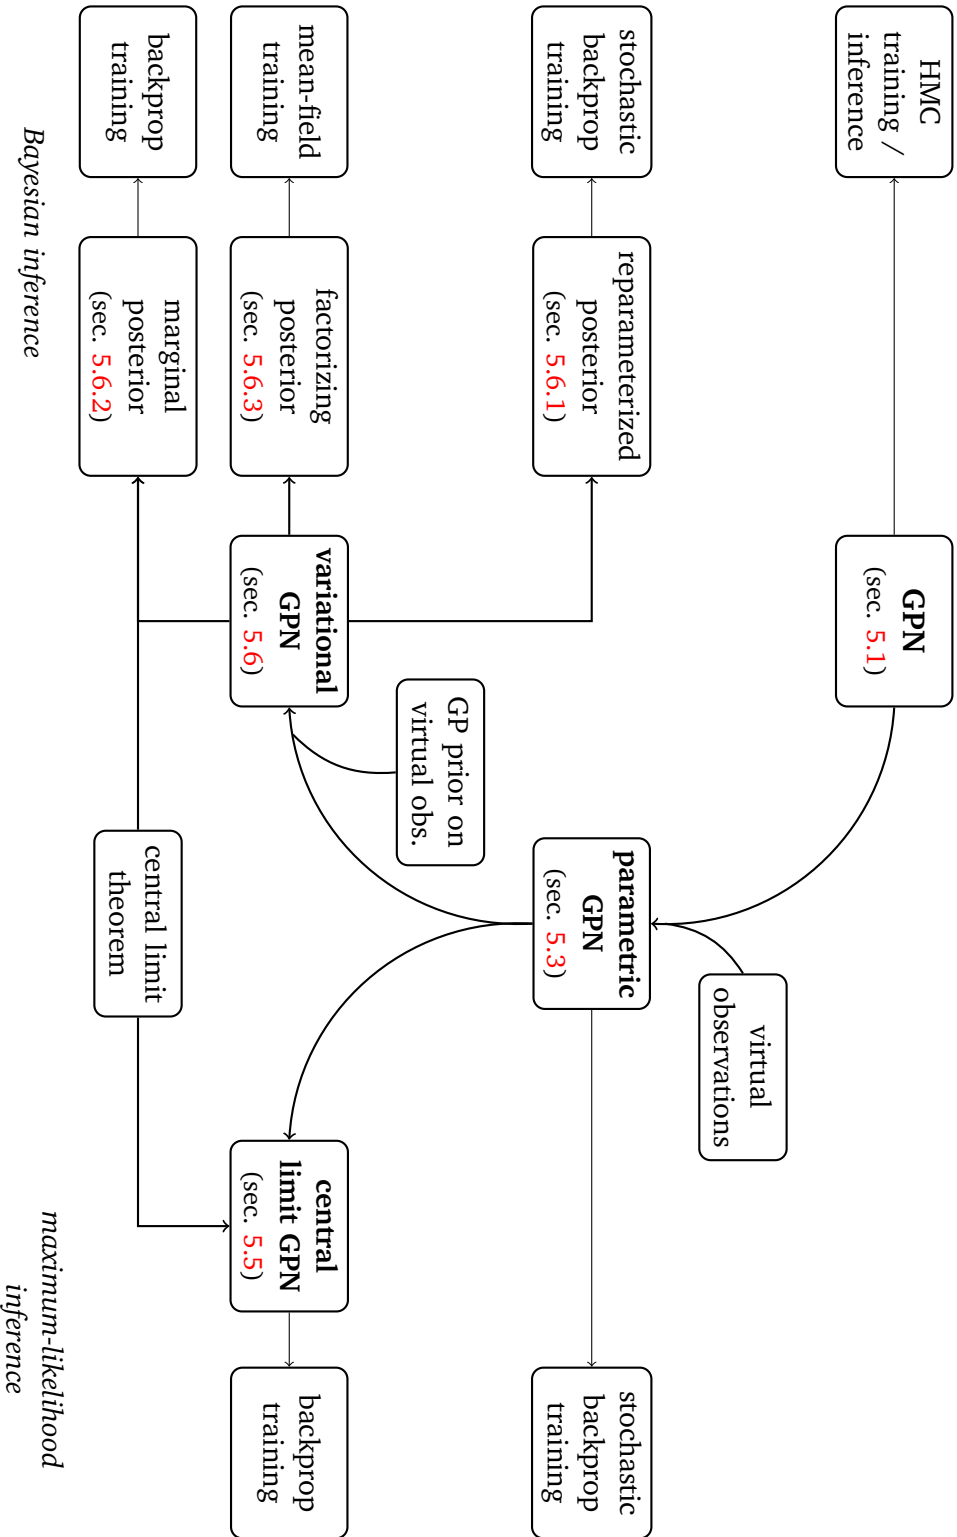 HMC
training /
inference
GPN
(sec. 5.1)
virtual
observations
stochastic
backprop
training
reparameterized
posterior
(sec. 5.6.1)
parametric
GPN
(sec. 5.3)
stochastic
backprop
training
GP prior on
virtual obs.
mean-field
training
factorizing
posterior
(sec. 5.6.3)
variational
GPN
(sec. 5.6)
central
limit GPN
(sec. 5.5)
backprop
training
backprop
training
marginal
posterior
(sec. 5.6.2)
central limit
theorem
Bayesian inference
maximum-likelihood
inference